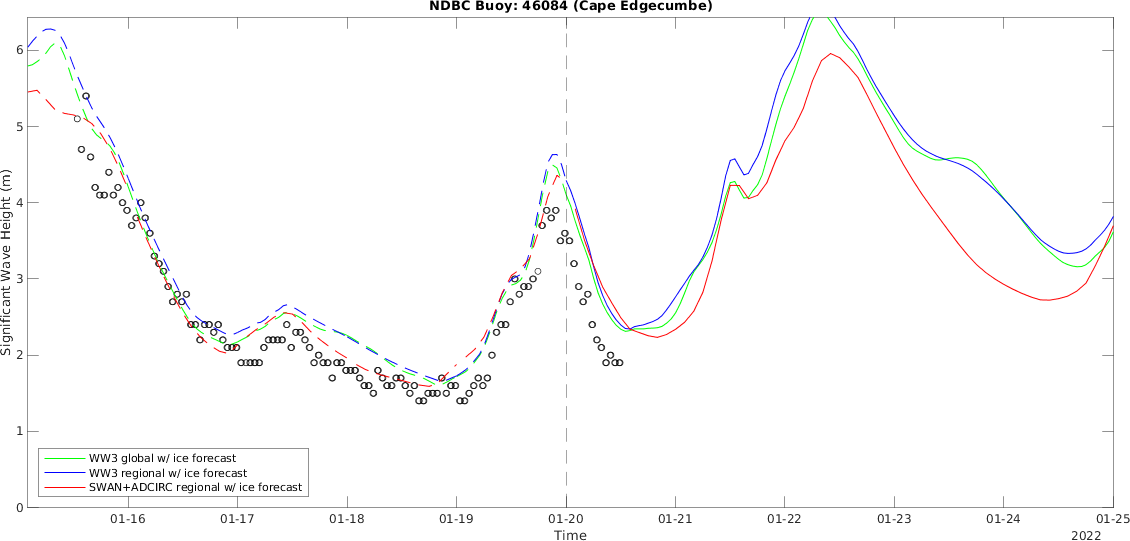 NDBC Buoy: 46084 (Cape Edgecumbe)
Significant Wave Height (m)
6
5
4
3
2
1
0
WW3 global w/ ice forecast
WW3 regional w/ ice forecast
SWAN+ADCIRC regional w/ ice forecast
01-16 01-17 01-18 01-19 01-20 01-21 01-22 01-23 01-24 01-25
Time
2022